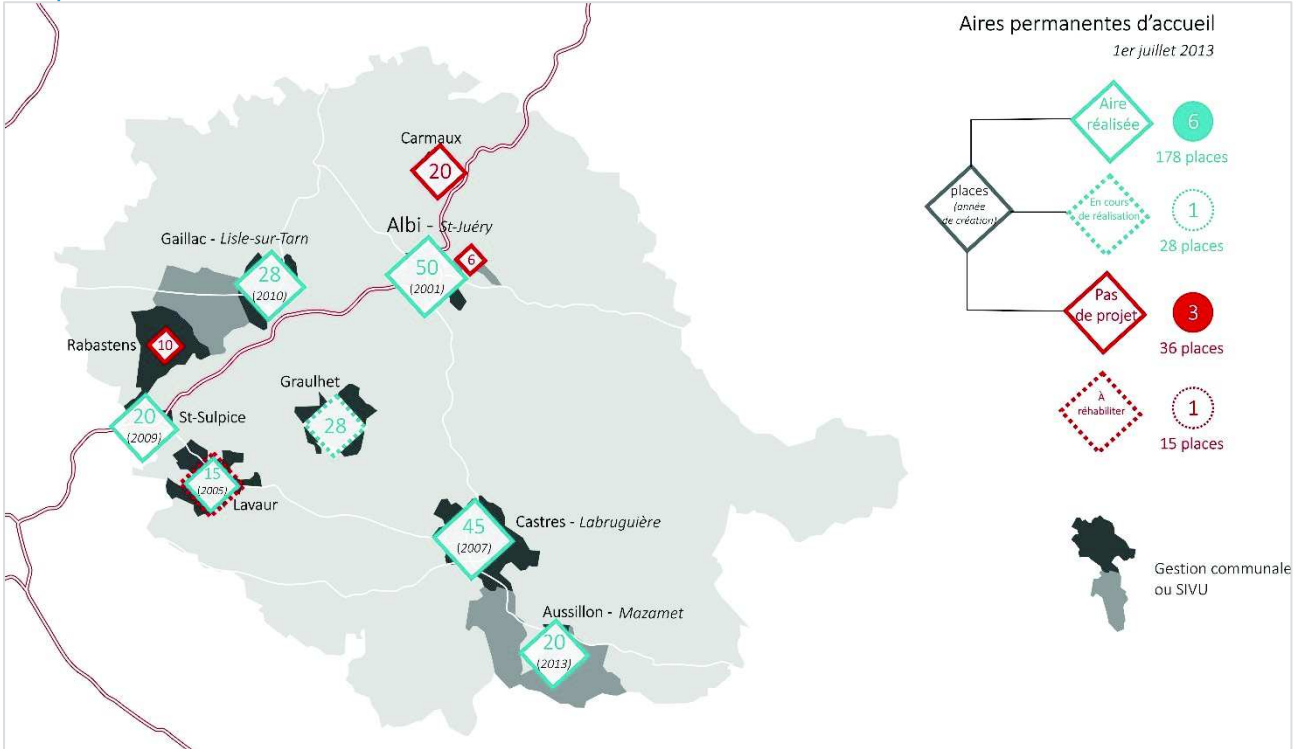 Aires permanentes d'accueil
1er juillet 2013
Aire
réalisée
6
178 places
places
(année
de création)
En cours
de réalisation
1
28 places
Pas
de projet
3
36 places
À
réhabiliter
1
15 places
Gestion communale
ou SIVU
Carmaux
20
Albi - St-Juéry
6
50
(2001)
Gaillac - Lisle-sur-Tarn
28
(2010)
Rabastens
10
Graulhet
28
St-Sulpice
20
(2009)
15
(2005)
Lavaur
Castres - Labruguière
45
(2007)
Aussillon - Mazamet
20
(2013)